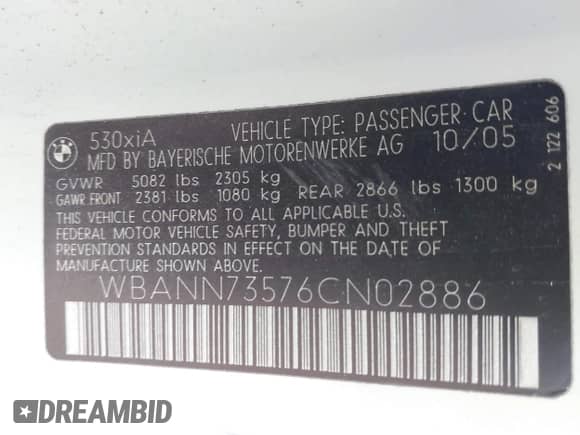 530xiA VEHICLE TYPE: PASSENGER CAR
MFD BY BAYERISCHE MOTORENWERKE AG 10/05
GVWR 5082 lbs 2305 kg
GAWR FRONT 2381 lbs 1080 kg REAR 2866 lbs 1300 kg
THIS VEHICLE CONFORMS TO ALL APPLICABLE U.S.
FEDERAL MOTOR VEHICLE SAFETY, BUMPER AND THEFT
PREVENTION STANDARDS IN EFFECT ON THE DATE OF
MANUFACTURE SHOWN ABOVE.
WBANN73576CN02886
2 122 606
DREAMBID